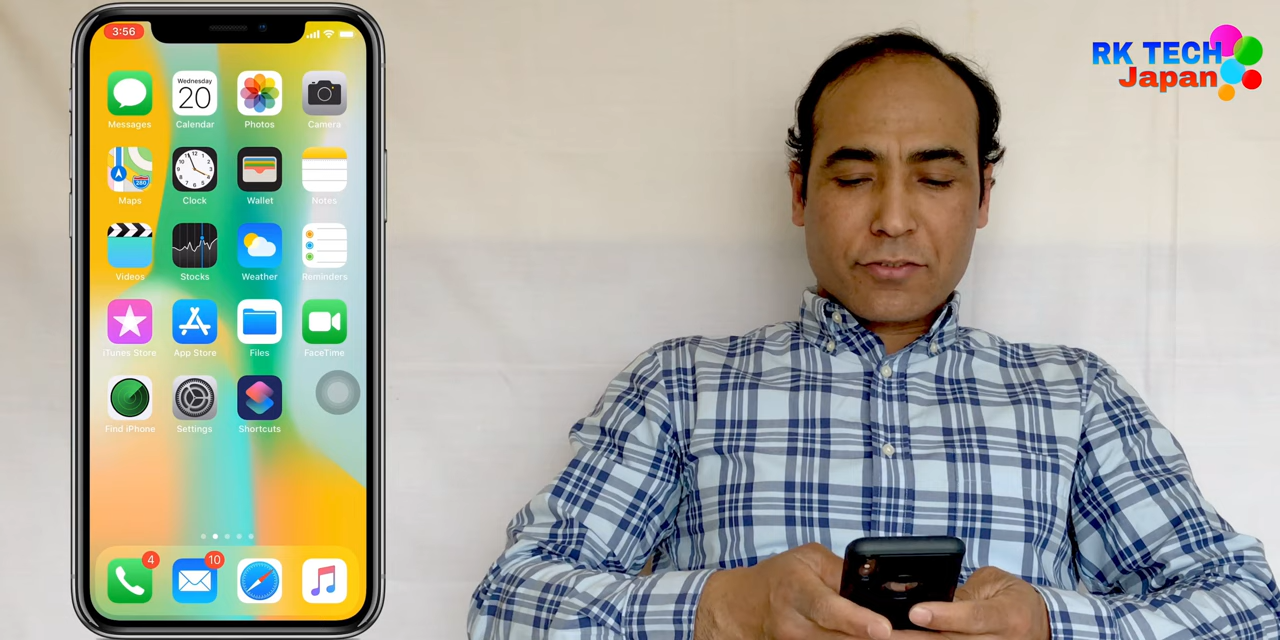 3:56
RK TECH
Japan
Wednesday
20
Messages
Calendar
Photos
Camera
280
Maps
Clock
Wallet
Notes
Videos
Stocks
Weather
Reminders
iTunes Store
App Store
Files
FaceTime
Find iPhone
Settings
Shortcuts
4
10